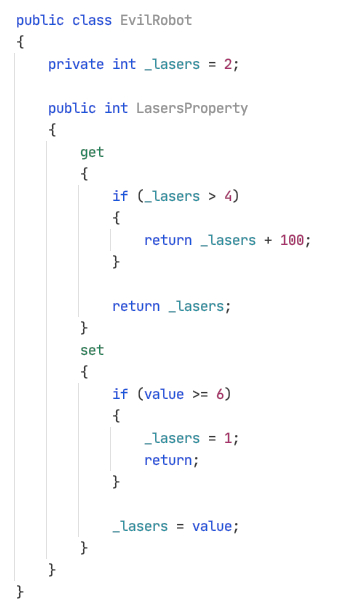 public class EvilRobot
{
    private int _lasers = 2;

    public int LasersProperty
    {
        get
        {
            if (_lasers > 4)
            {
                return _lasers + 100;
            }

            return _lasers;
        }
        set
        {
            if (value >= 6)
            {
                _lasers = 1;
                return;
            }

            _lasers = value;
        }
    }
}